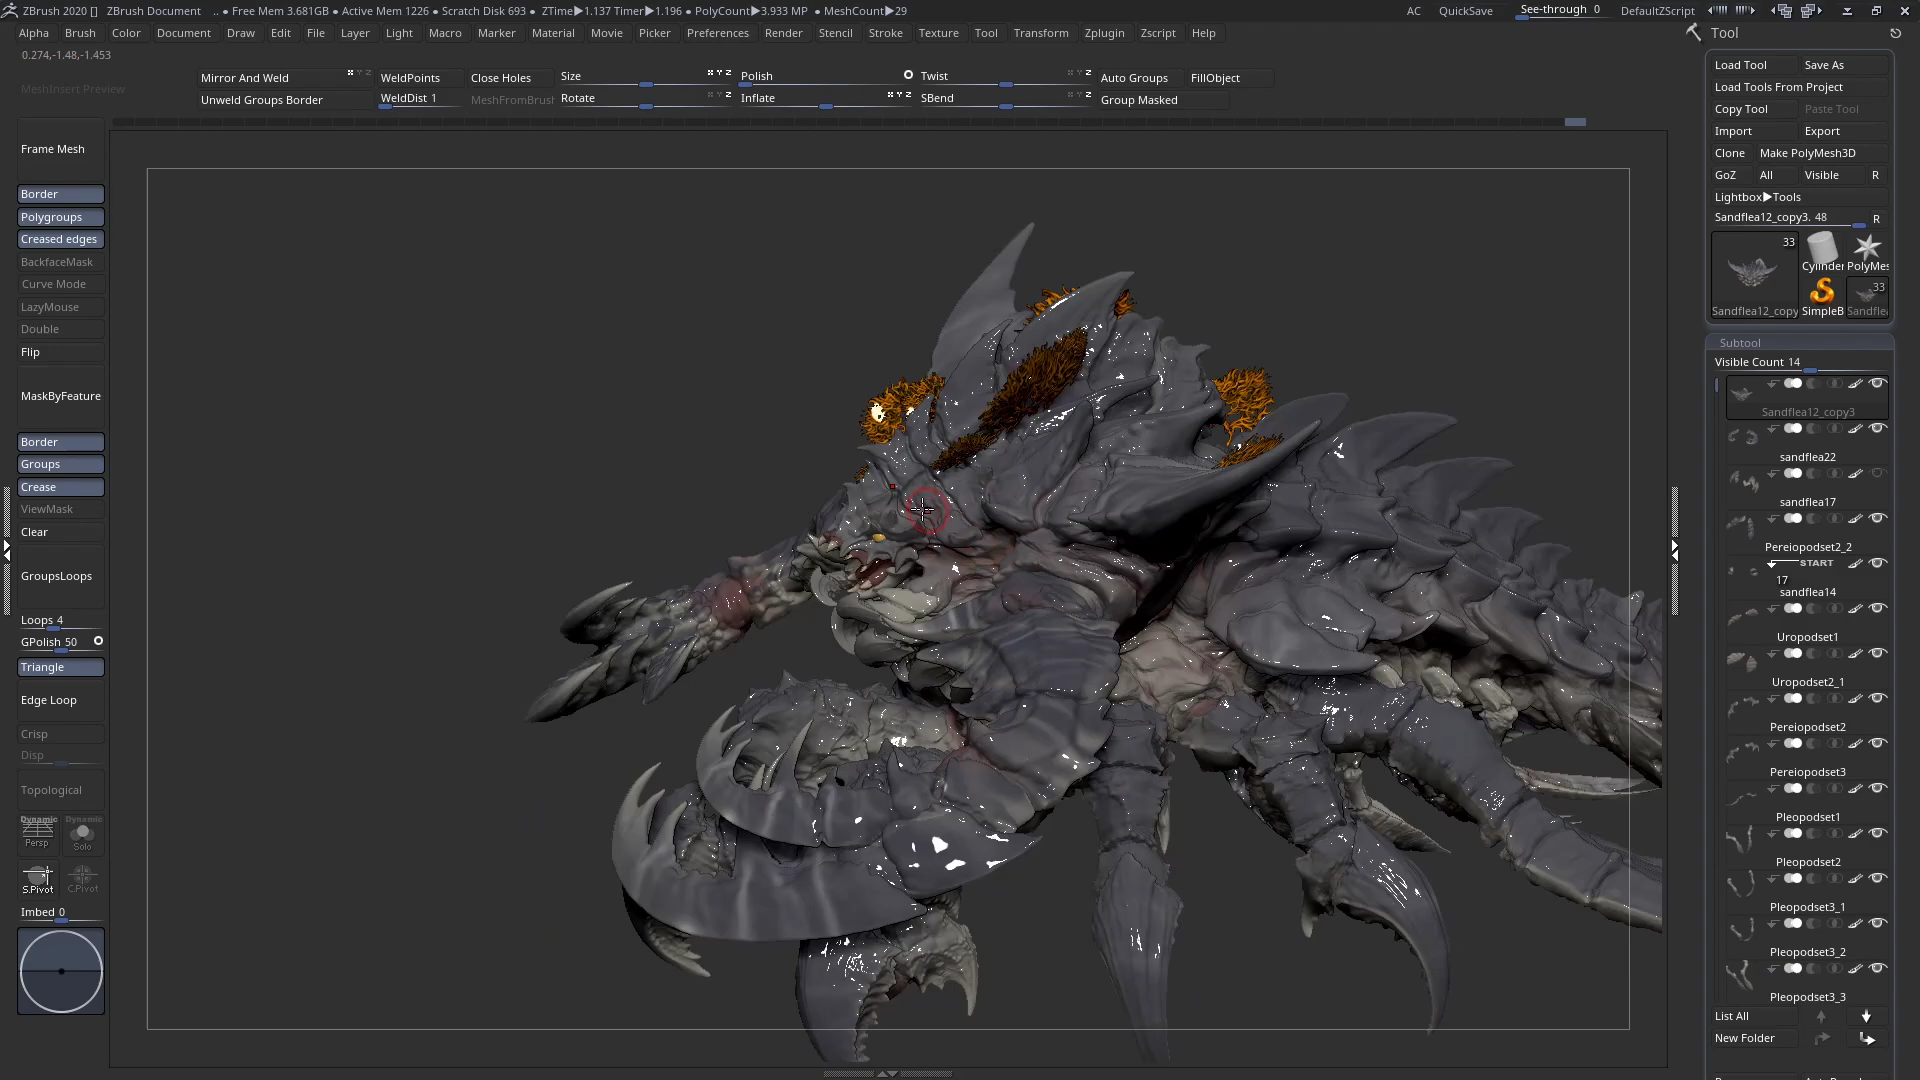 ZBrush 2020 [] ZBrush Document .. • Free Mem 3.681GB • Active Mem 1226 • Scratch Disk 693 • ZTime▶1.137 Timer▶1.196 • PolyCount▶3.933 MP • MeshCount▶29 AC QuickSave See-through 0 DefaultZScript
Alpha Brush Color Document Draw Edit File Layer Light Macro Marker Material Movie Picker Preferences Render Stencil Stroke Texture Tool Transform Zplugin Zscript Help
0.274,-1.48,-1.453
MeshInsert Preview
Mirror And Weld WeldPoints Close Holes Size Polish Twist Auto Groups FillObject
Unweld Groups Border WeldDist 1 MeshFromBrush Rotate Inflate SBend Group Masked
Frame Mesh
Border
Polygroups
Creased edges
BackfaceMask
Curve Mode
LazyMouse
Double
Flip
MaskByFeature
Border
Groups
Crease
ViewMask
Clear
GroupsLoops
Loops 4
GPolish 50
Triangle
Edge Loop
Crisp
Disp
Topological
Dynamic Dynamic
Persp Solo
S.Pivot C.Pivot
Imbed 0
Tool
Load Tool Save As
Load Tools From Project
Copy Tool Paste Tool
Import Export
Clone Make PolyMesh3D
GoZ All Visible R
Lightbox▶Tools
Sandflea12_copy3. 48 R
33
Cylinder PolyMes
33
Sandflea12_copy SimpleB Sandflea
Subtool
Visible Count 14
Sandflea12_copy3
sandflea22
sandflea17
Pereiopodset2_2
START
17
sandflea14
Uropodset1
Uropodset2_1
Pereiopodset2
Pereiopodset3
Pleopodset1
Pleopodset2
Pleopodset3_1
Pleopodset3_2
Pleopodset3_3
List All
New Folder